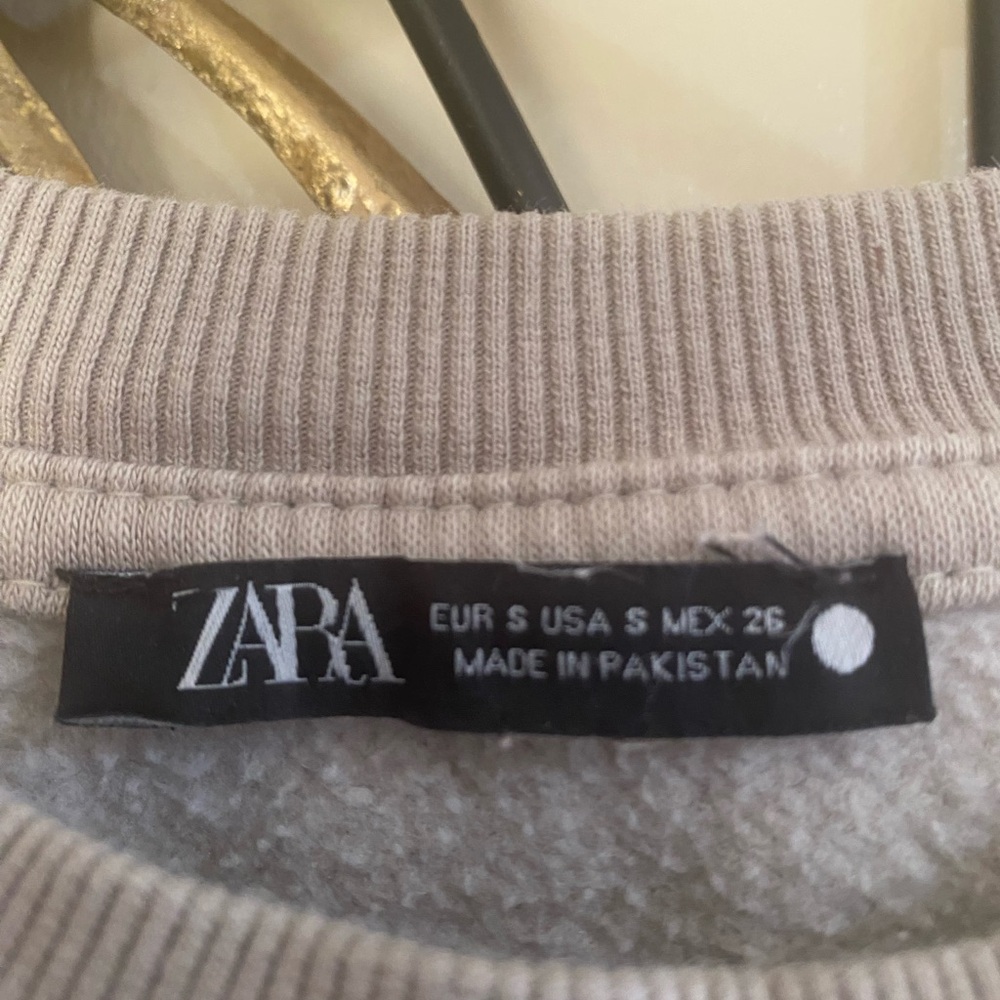 ZARA
EUR S USA S MEX 26
MADE IN PAKISTAN